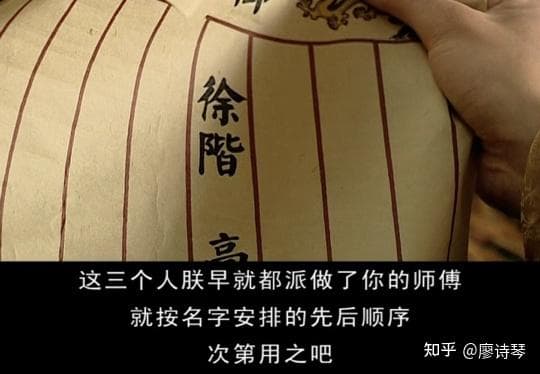 徐階 高
这三个人朕早就都派做了你的师傅
就按名字安排的先后顺序
次第用之吧
知乎 @廖诗琴